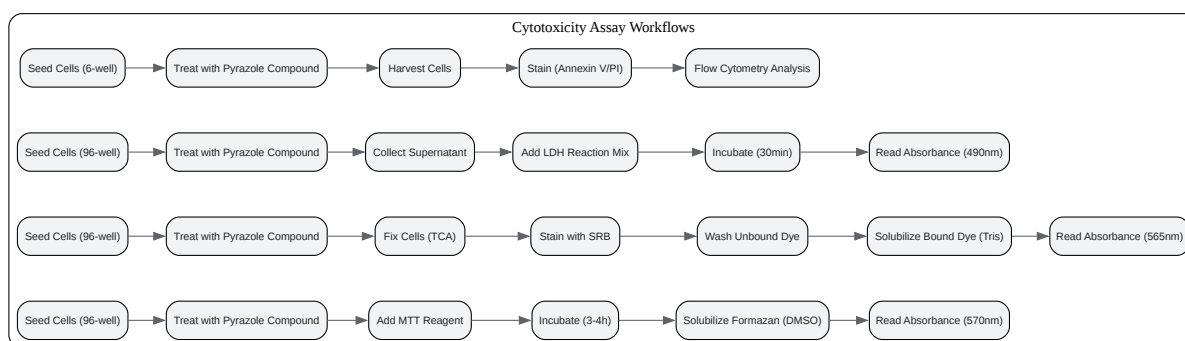 Cytotoxicity Assay Workflows
Seed Cells (6-well)
Treat with Pyrazole Compound
Harvest Cells
Stain (Annexin V/PI)
Flow Cytometry Analysis
Seed Cells (96-well)
Treat with Pyrazole Compound
Collect Supernatant
Add LDH Reaction Mix
Incubate (30min)
Read Absorbance (490nm)
Seed Cells (96-well)
Treat with Pyrazole Compound
Fix Cells (TCA)
Stain with SRB
Wash Unbound Dye
Solubilize Bound Dye (Tris)
Read Absorbance (565nm)
Seed Cells (96-well)
Treat with Pyrazole Compound
Add MTT Reagent
Incubate (3-4h)
Solubilize Formazan (DMSO)
Read Absorbance (570nm)